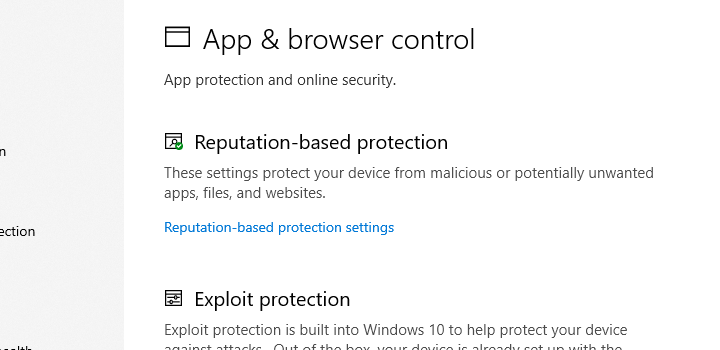 App & browser control
App protection and online security.
Reputation-based protection
These settings protect your device from malicious or potentially unwanted
apps, files, and websites.
Reputation-based protection settings
Exploit protection
Exploit protection is built into Windows 10 to help protect your device
against attacks. Out of the box, your device is already set up with the